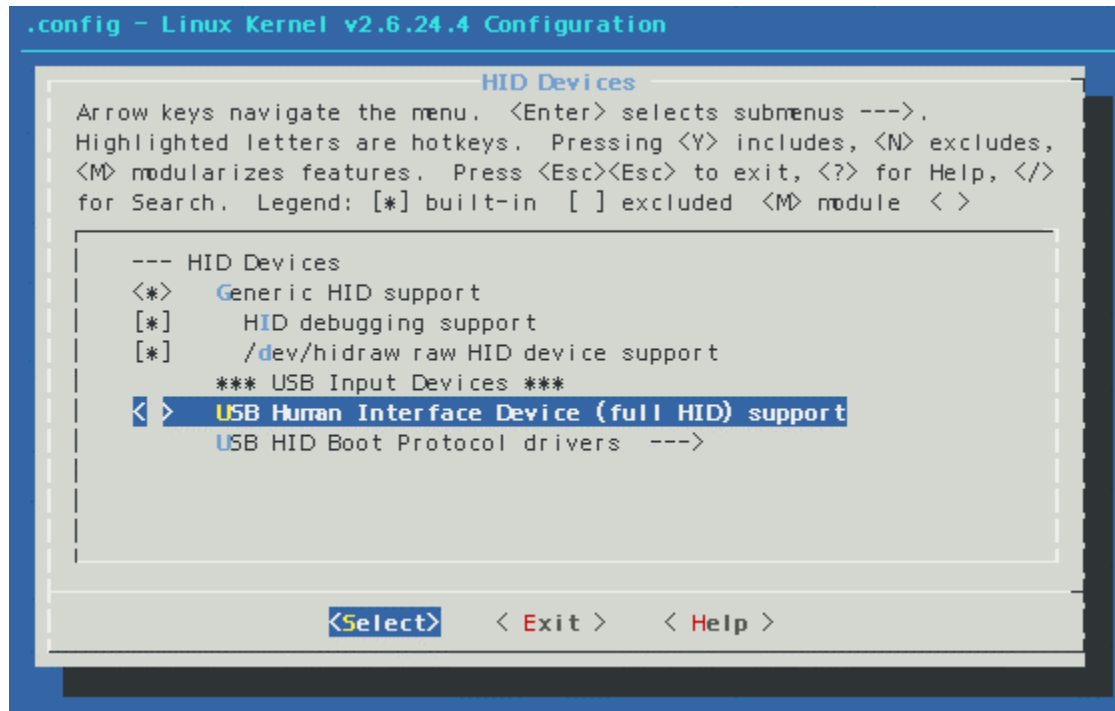 .config - Linux Kernel v2.6.24.4 Configuration
HID Devices
Arrow keys navigate the menu.  <Enter> selects submenus --->.
Highlighted letters are hotkeys.  Pressing <Y> includes, <N> excludes,
<M> modularizes features.  Press <Esc><Esc> to exit, <?> for Help, </>
for Search.  Legend: [*] built-in  [ ] excluded  <M> module  < >
--- HID Devices
<*>   Generic HID support
[*]     HID debugging support
[*]     /dev/hidraw raw HID device support
*** USB Input Devices ***
< >   USB Human Interface Device (full HID) support
USB HID Boot Protocol drivers  --->
<Select>    < Exit >    < Help >